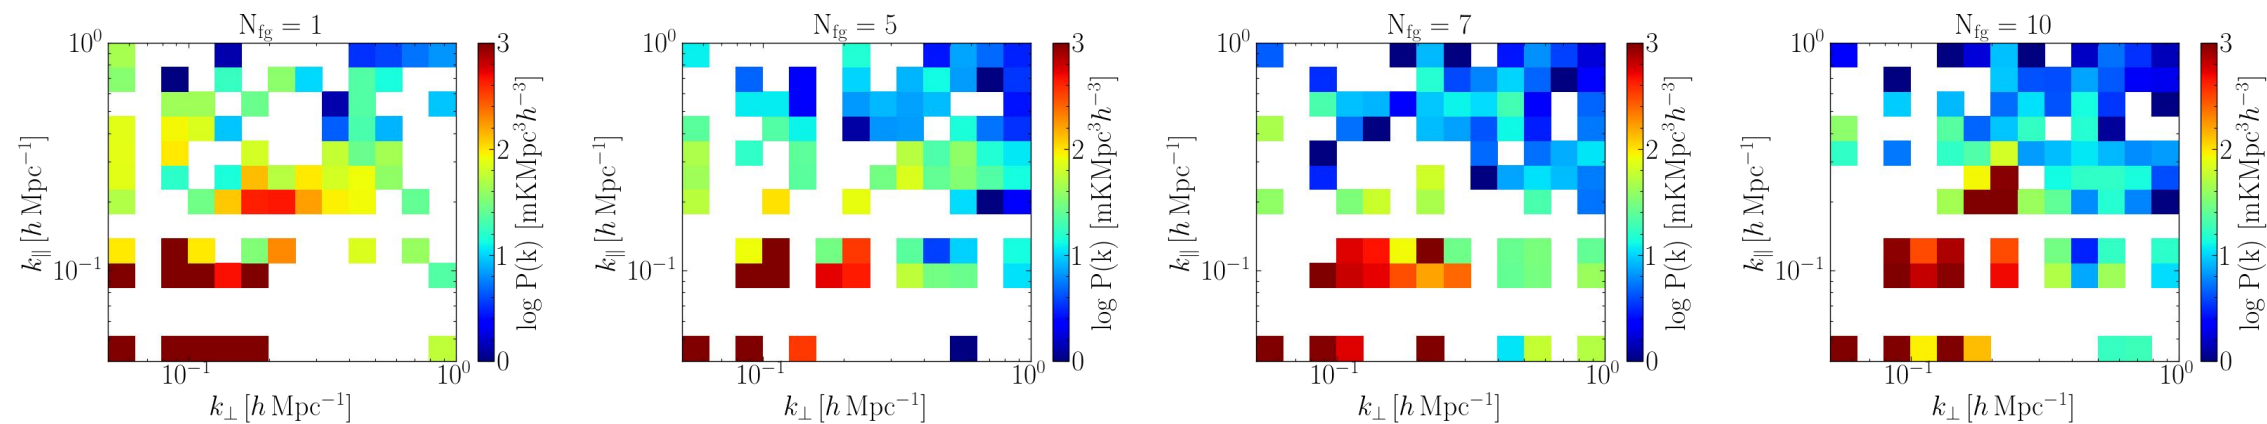 N_fg = 1
10^0
10^-1
k_∥ [h Mpc^-1]
10^-1
10^0
k_⊥ [h Mpc^-1]
3
2
1
0
log P(k) [mKMpc^3h^-3]
N_fg = 5
10^0
10^-1
k_∥ [h Mpc^-1]
10^-1
10^0
k_⊥ [h Mpc^-1]
3
2
1
0
log P(k) [mKMpc^3h^-3]
N_fg = 7
10^0
10^-1
k_∥ [h Mpc^-1]
10^-1
10^0
k_⊥ [h Mpc^-1]
3
2
1
0
log P(k) [mKMpc^3h^-3]
N_fg = 10
10^0
10^-1
k_∥ [h Mpc^-1]
10^-1
10^0
k_⊥ [h Mpc^-1]
3
2
1
0
log P(k) [mKMpc^3h^-3]